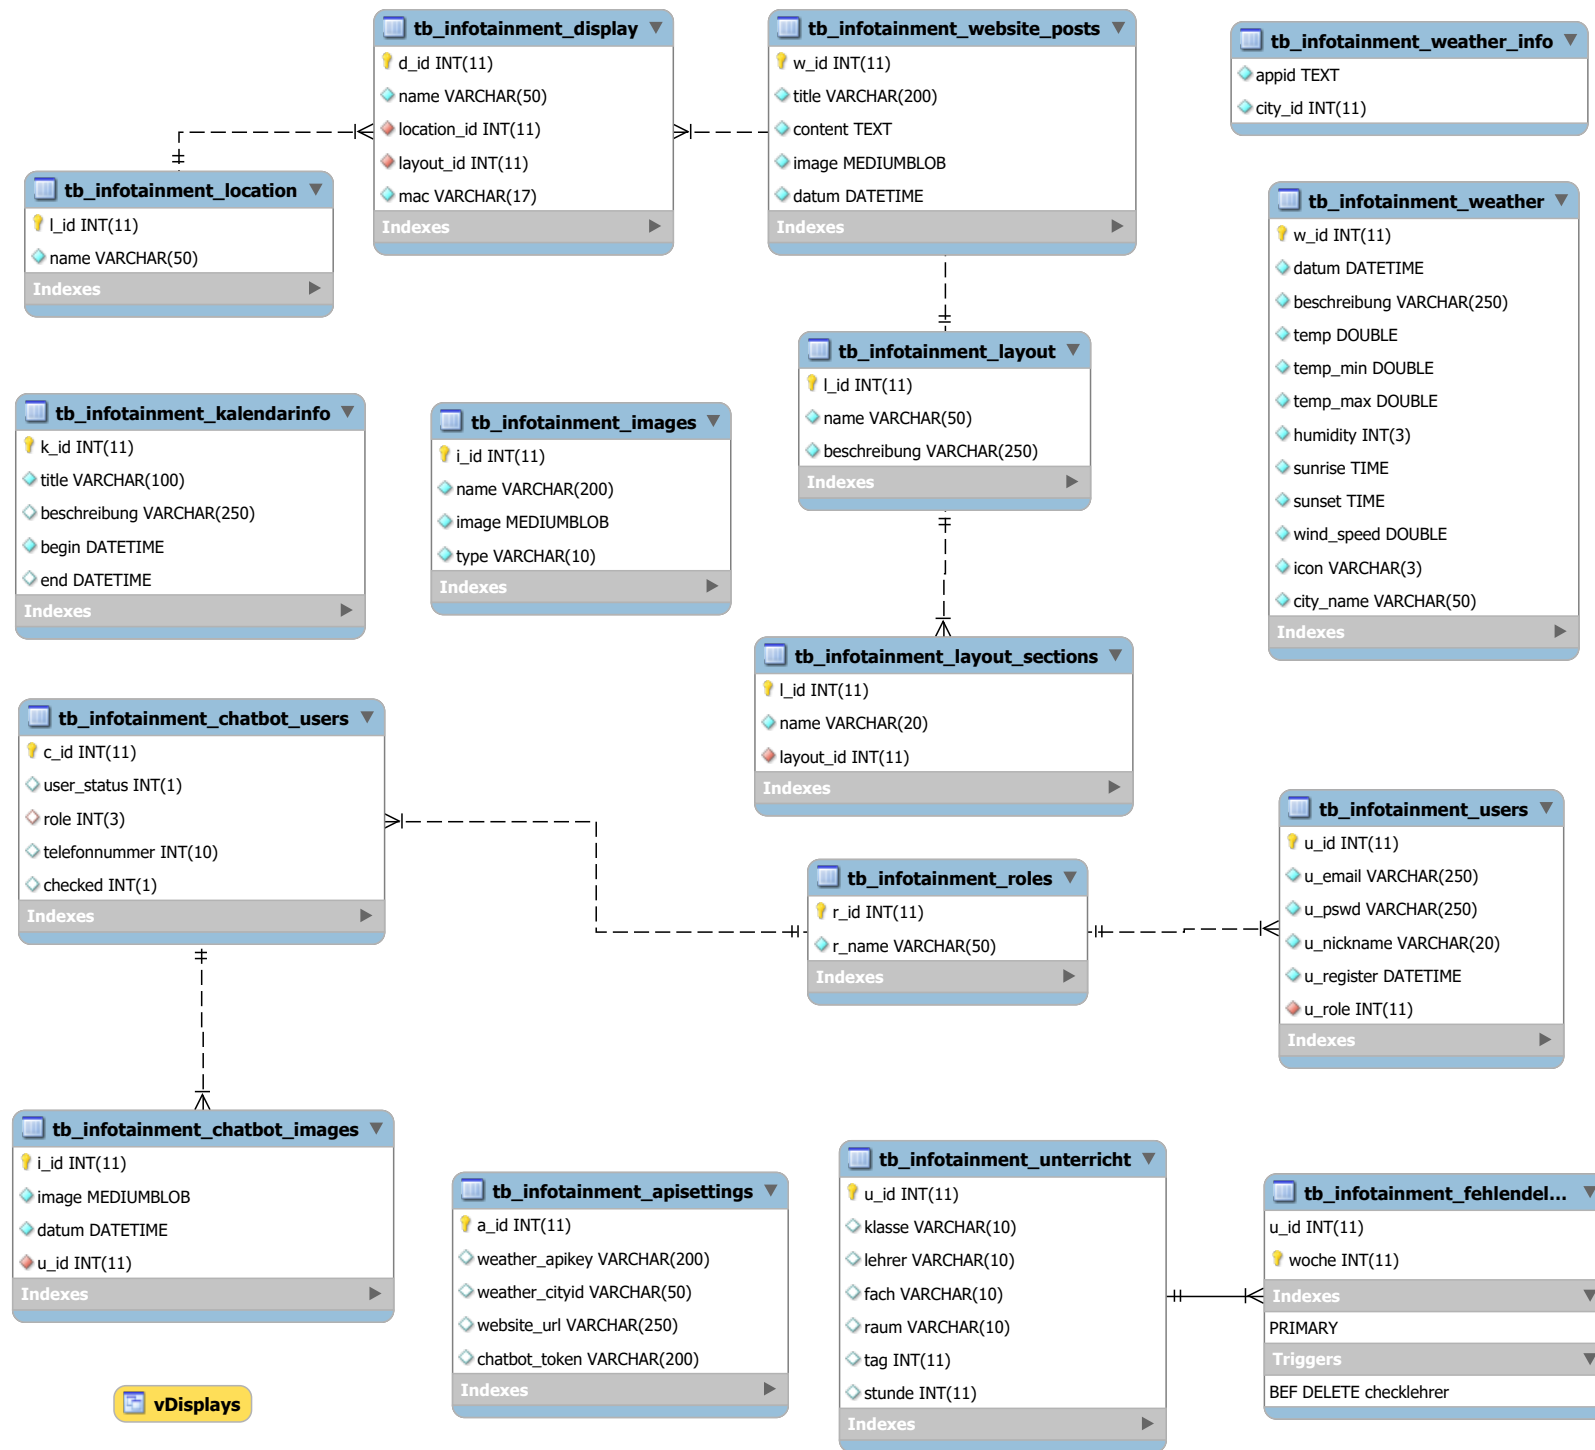 tb_infotainment_display
d_id INT(11)
name VARCHAR(50)
location_id INT(11)
layout_id INT(11)
mac VARCHAR(17)
Indexes
tb_infotainment_website_posts
w_id INT(11)
title VARCHAR(200)
content TEXT
image MEDIUMBLOB
datum DATETIME
Indexes
tb_infotainment_weather_info
appid TEXT
city_id INT(11)
tb_infotainment_location
l_id INT(11)
name VARCHAR(50)
Indexes
tb_infotainment_weather
w_id INT(11)
datum DATETIME
beschreibung VARCHAR(250)
temp DOUBLE
temp_min DOUBLE
temp_max DOUBLE
humidity INT(3)
sunrise TIME
sunset TIME
wind_speed DOUBLE
icon VARCHAR(3)
city_name VARCHAR(50)
Indexes
tb_infotainment_layout
l_id INT(11)
name VARCHAR(50)
beschreibung VARCHAR(250)
Indexes
tb_infotainment_kalendarinfo
k_id INT(11)
title VARCHAR(100)
beschreibung VARCHAR(250)
begin DATETIME
end DATETIME
Indexes
tb_infotainment_images
i_id INT(11)
name VARCHAR(200)
image MEDIUMBLOB
type VARCHAR(10)
Indexes
tb_infotainment_layout_sections
l_id INT(11)
name VARCHAR(20)
layout_id INT(11)
Indexes
tb_infotainment_chatbot_users
c_id INT(11)
user_status INT(1)
role INT(3)
telefonnummer INT(10)
checked INT(1)
Indexes
tb_infotainment_roles
r_id INT(11)
r_name VARCHAR(50)
Indexes
tb_infotainment_users
u_id INT(11)
u_email VARCHAR(250)
u_pswd VARCHAR(250)
u_nickname VARCHAR(20)
u_register DATETIME
u_role INT(11)
Indexes
tb_infotainment_chatbot_images
i_id INT(11)
image MEDIUMBLOB
datum DATETIME
u_id INT(11)
Indexes
tb_infotainment_apisettings
a_id INT(11)
weather_apikey VARCHAR(200)
weather_cityid VARCHAR(50)
website_url VARCHAR(250)
chatbot_token VARCHAR(200)
Indexes
tb_infotainment_unterricht
u_id INT(11)
klasse VARCHAR(10)
lehrer VARCHAR(10)
fach VARCHAR(10)
raum VARCHAR(10)
tag INT(11)
stunde INT(11)
Indexes
tb_infotainment_fehlendel...
u_id INT(11)
woche INT(11)
Indexes
PRIMARY
Triggers
BEF DELETE checklehrer
vDisplays